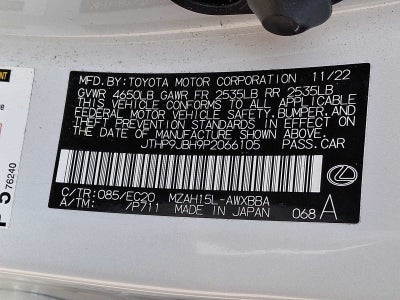 MFD.BY:TOYOTA MOTOR CORPORATION 11/22
GVWR 4650LB GAWR FR 2535LB RR 2535LB
THIS VEHICLE CONFORMS TO ALL APPLICABLE
FEDERAL MOTOR VEHICLE SAFETY,BUMPER,AND
THEFT PREVENTION STANDARDS IN EFFECT
ON THE DATE OF MANUFACTURE SHOWN ABOVE.
JTHP9JBH9P2066105 PASS.CAR
C/TR:085/EC20 MZAH15L-AWXBBA
A/TM: /P711 MADE IN JAPAN 068 A
76240